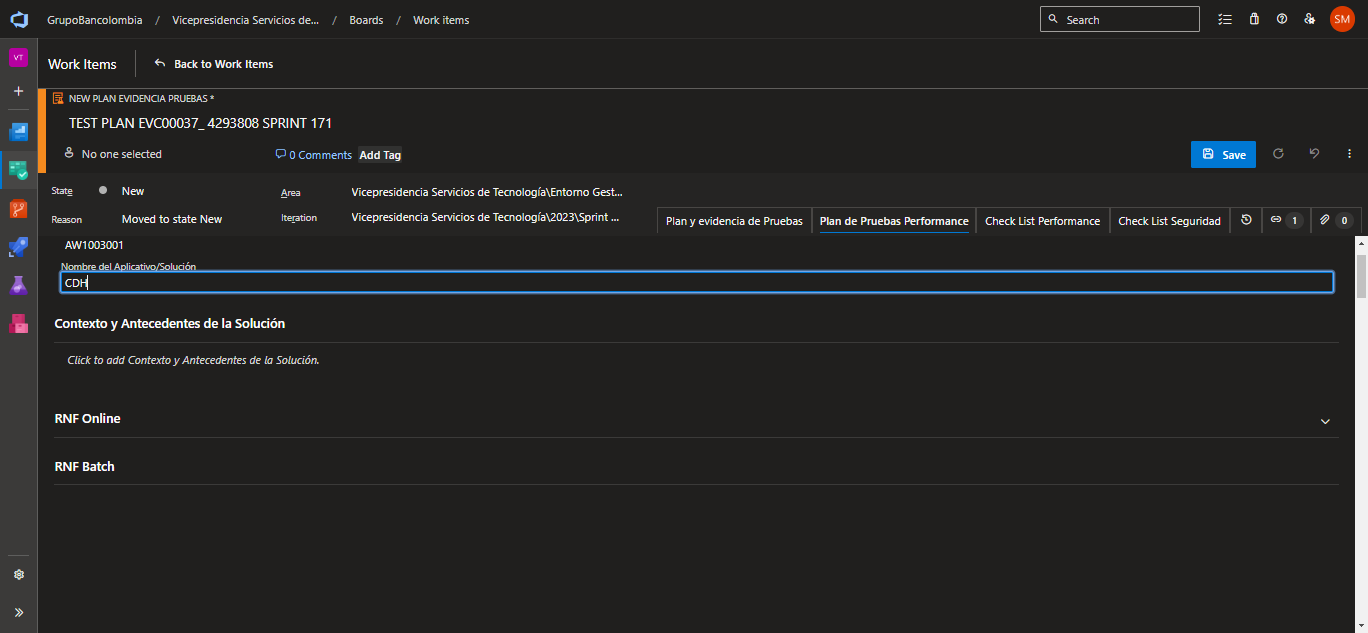 GrupoBancolombia / Vicepresidencia Servicios de... / Boards / Work items
Search
SM
VT
Work Items
Back to Work Items
NEW PLAN EVIDENCIA PRUEBAS *
TEST PLAN EVC00037_ 4293808 SPRINT 171
No one selected
0 Comments
Add Tag
Save
State
New
Area
Vicepresidencia Servicios de Tecnología\Entorno Gest...
Reason
Moved to state New
Iteration
Vicepresidencia Servicios de Tecnología\2023\Sprint ...
Plan y evidencia de Pruebas
Plan de Pruebas Performance
Check List Performance
Check List Seguridad
1
0
AW1003001
Nombre del Aplicativo/Solución
CDH
Contexto y Antecedentes de la Solución
Click to add Contexto y Antecedentes de la Solución.
RNF Online
RNF Batch